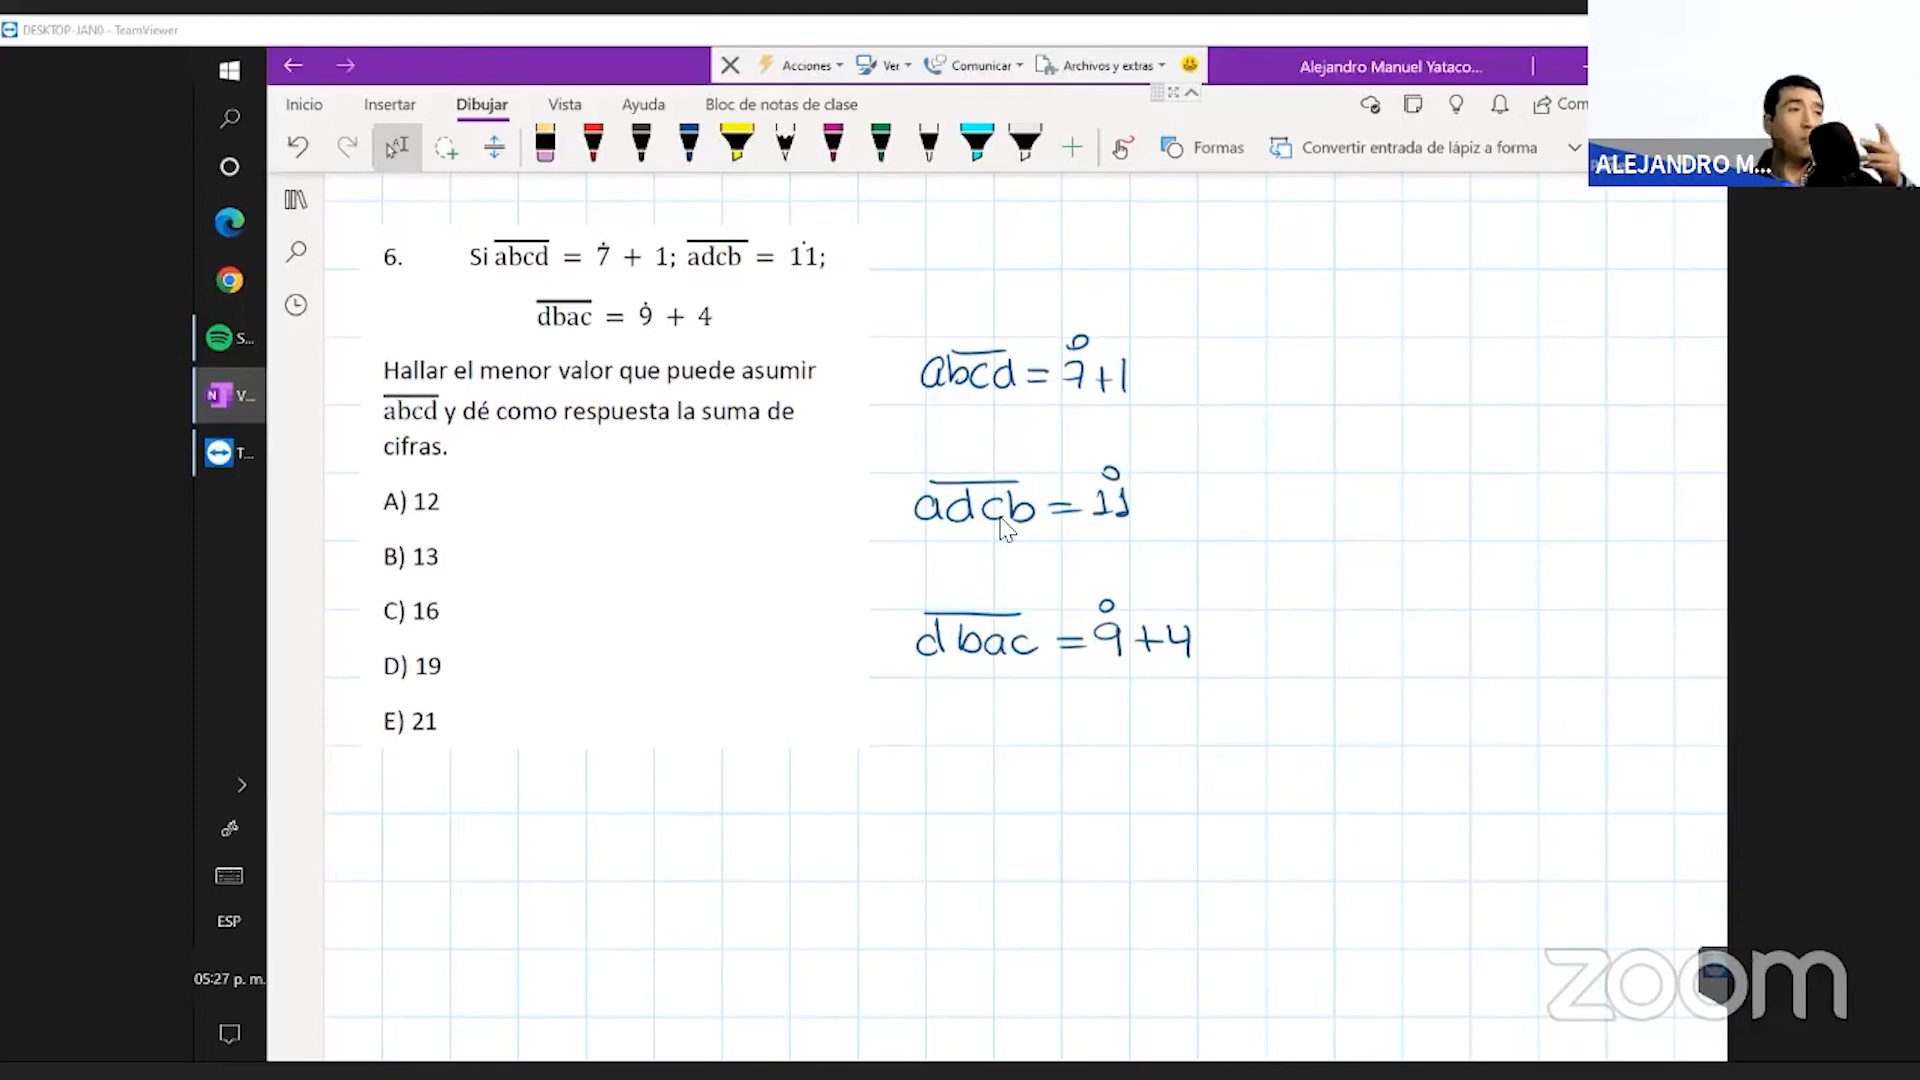 DESKTOP-JAN0 - TeamViewer
Acciones
Ver
Comunicar
Archivos y extras
Alejandro Manuel Yataco...
Inicio
Insertar
Dibujar
Vista
Ayuda
Bloc de notas de clase
Com
Formas
Convertir entrada de lápiz a forma
ALEJANDRO M...
6. Si abcd = 7 + 1; adcb = 11;
dbac = 9 + 4
Hallar el menor valor que puede asumir
abcd y dé como respuesta la suma de
cifras.
A) 12
B) 13
C) 16
D) 19
E) 21
abcd = 7+1
adcb = 11
dbac = 9+4
S...
V...
T...
ESP
05:27 p. m.
zoom